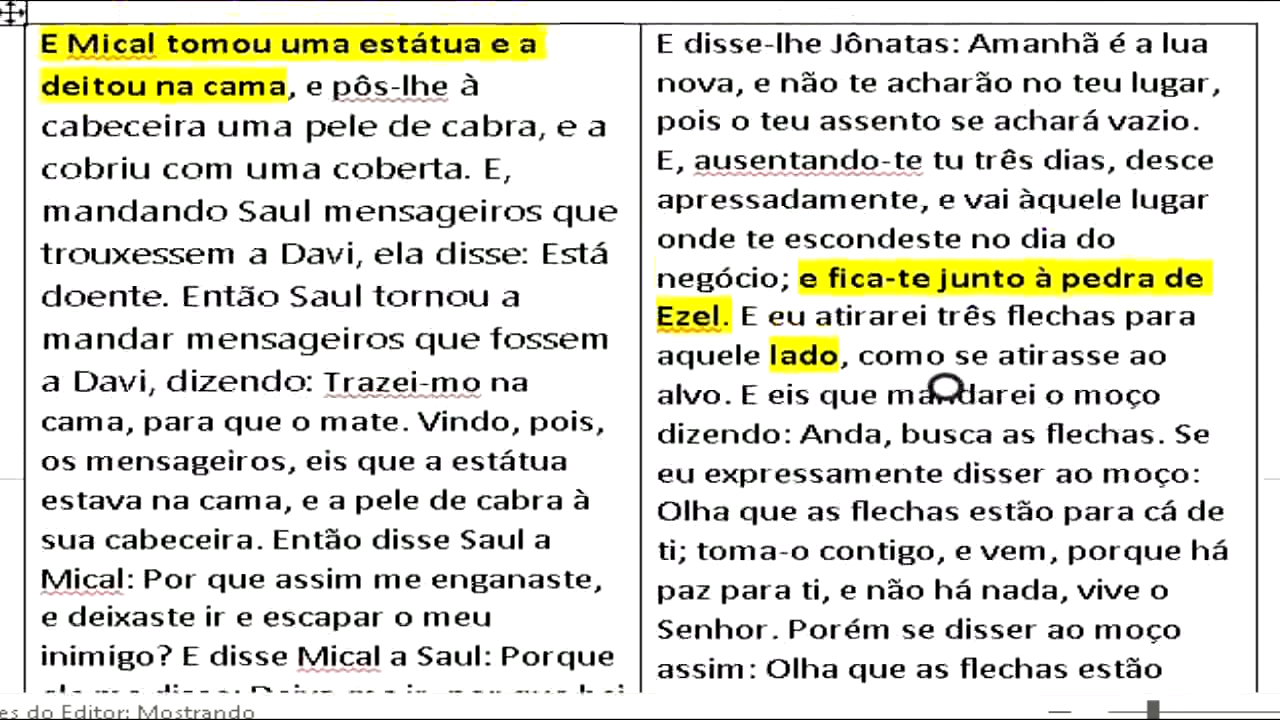 E Mical tomou uma estátua e a
deitou na cama, e pôs-lhe à
cabeceira uma pele de cabra, e a
cobriu com uma coberta. E,
mandando Saul mensageiros que
trouxessem a Davi, ela disse: Está
doente. Então Saul tornou a
mandar mensageiros que fossem
a Davi, dizendo: Trazei-mo na
cama, para que o mate. Vindo, pois,
os mensageiros, eis que a estátua
estava na cama, e a pele de cabra à
sua cabeceira. Então disse Saul a
Mical: Por que assim me enganaste,
e deixaste ir e escapar o meu
inimigo? E disse Mical a Saul: Porque
E disse-lhe Jônatas: Amanhã é a lua
nova, e não te acharão no teu lugar,
pois o teu assento se achará vazio.
E, ausentando-te tu três dias, desce
apressadamente, e vai àquele lugar
onde te escondeste no dia do
negócio; e fica-te junto à pedra de
Ezel. E eu atirarei três flechas para
aquele lado, como se atirasse ao
alvo. E eis que mandarei o moço
dizendo: Anda, busca as flechas. Se
eu expressamente disser ao moço:
Olha que as flechas estão para cá de
ti; toma-o contigo, e vem, porque há
paz para ti, e não há nada, vive o
Senhor. Porém se disser ao moço
assim: Olha que as flechas estão
es do Editor: Mostrando